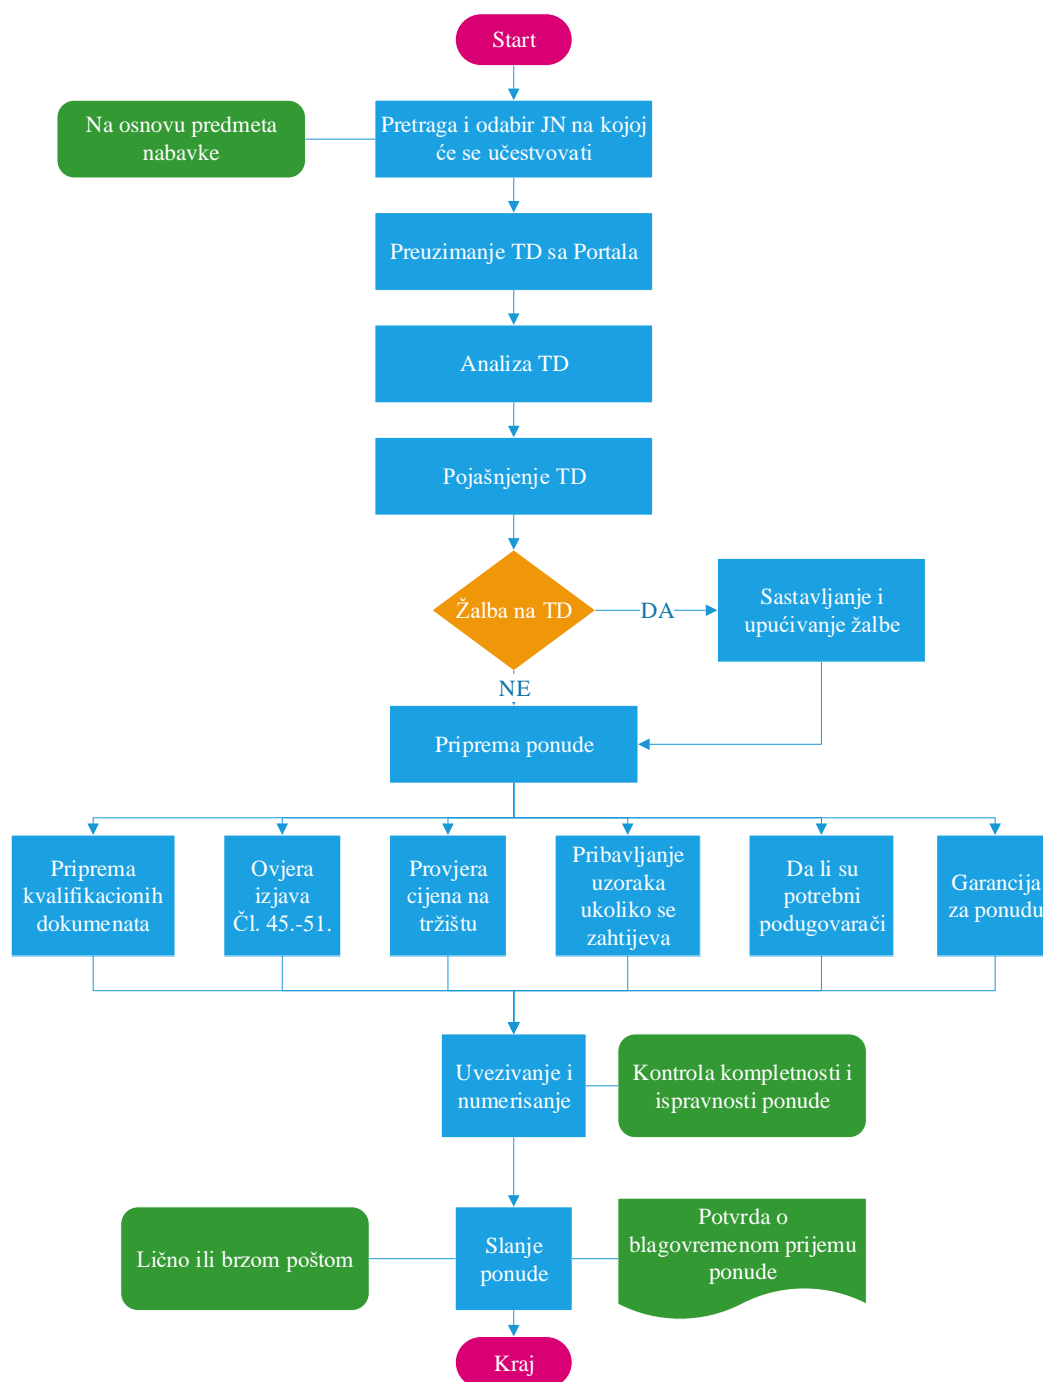 Start
Na osnovu predmeta
nabavke
Pretraga i odabir JN na kojoj
će se učestvovati
Preuzimanje TD sa Portala
Analiza TD
Pojašnjenje TD
Žalba na TD
DA
Sastavljanje i
upućivanje žalbe
NE
Priprema ponude
Priprema
kvalifikacionih
dokumenata
Ovjera
izjava
Čl. 45.-51.
Provjera
cijena na
tržištu
Pribavljanje
uzoraka
ukoliko se
zahtijeva
Da li su
potrebni
podugovarači
Garancija
za ponudu
Uvezivanje i
numerisanje
Kontrola kompletnosti i
ispravnosti ponude
Lično ili brzom poštom
Slanje
ponude
Potvrda o
blagovremenom prijemu
ponude
Kraj